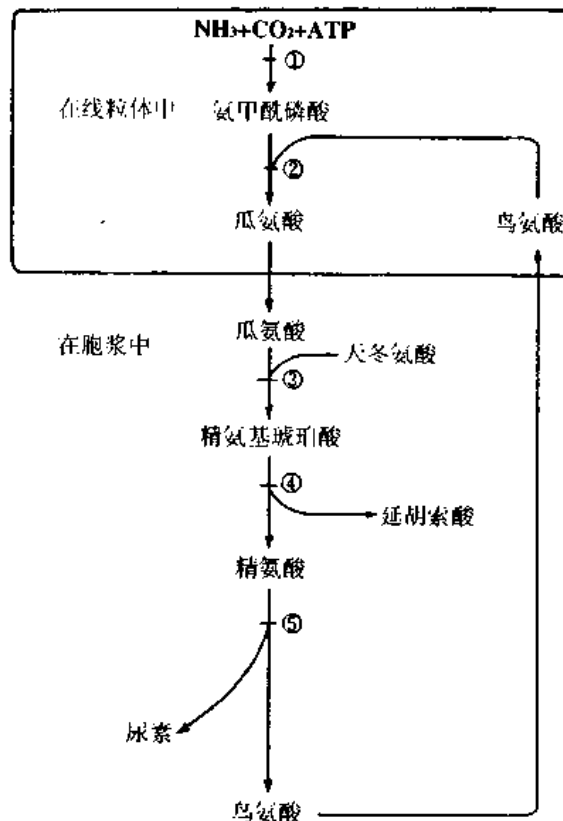 NH₃+CO₂+ATP
①
在线粒体中 氨甲酰磷酸
②
瓜氨酸 鸟氨酸
瓜氨酸
在胞浆中 天冬氨酸
③
精氨基琥珀酸
④
延胡索酸
精氨酸
⑤
尿素
鸟氨酸